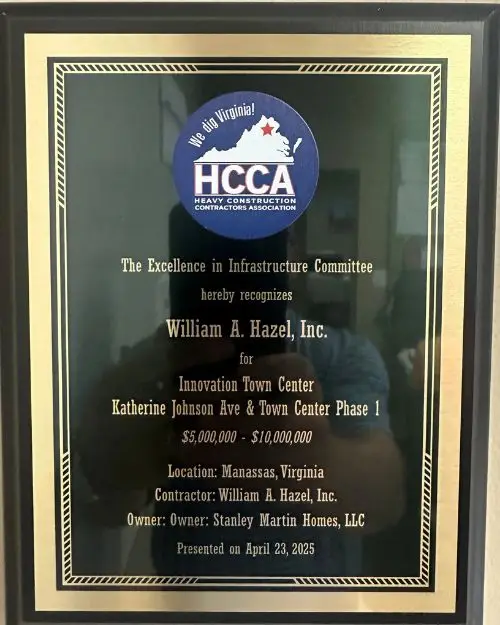 We dig Virginia!
HCCA
HEAVY CONSTRUCTION
CONTRACTORS ASSOCIATION
The Excellence in Infrastructure Committee
hereby recognizes
William A. Hazel, Inc.
for
Innovation Town Center
Katherine Johnson Ave & Town Center Phase 1
$5,000,000 - $10,000,000
Location: Manassas, Virginia
Contractor: William A. Hazel, Inc.
Owner: Owner: Stanley Martin Homes, LLC
Presented on April 23, 2025